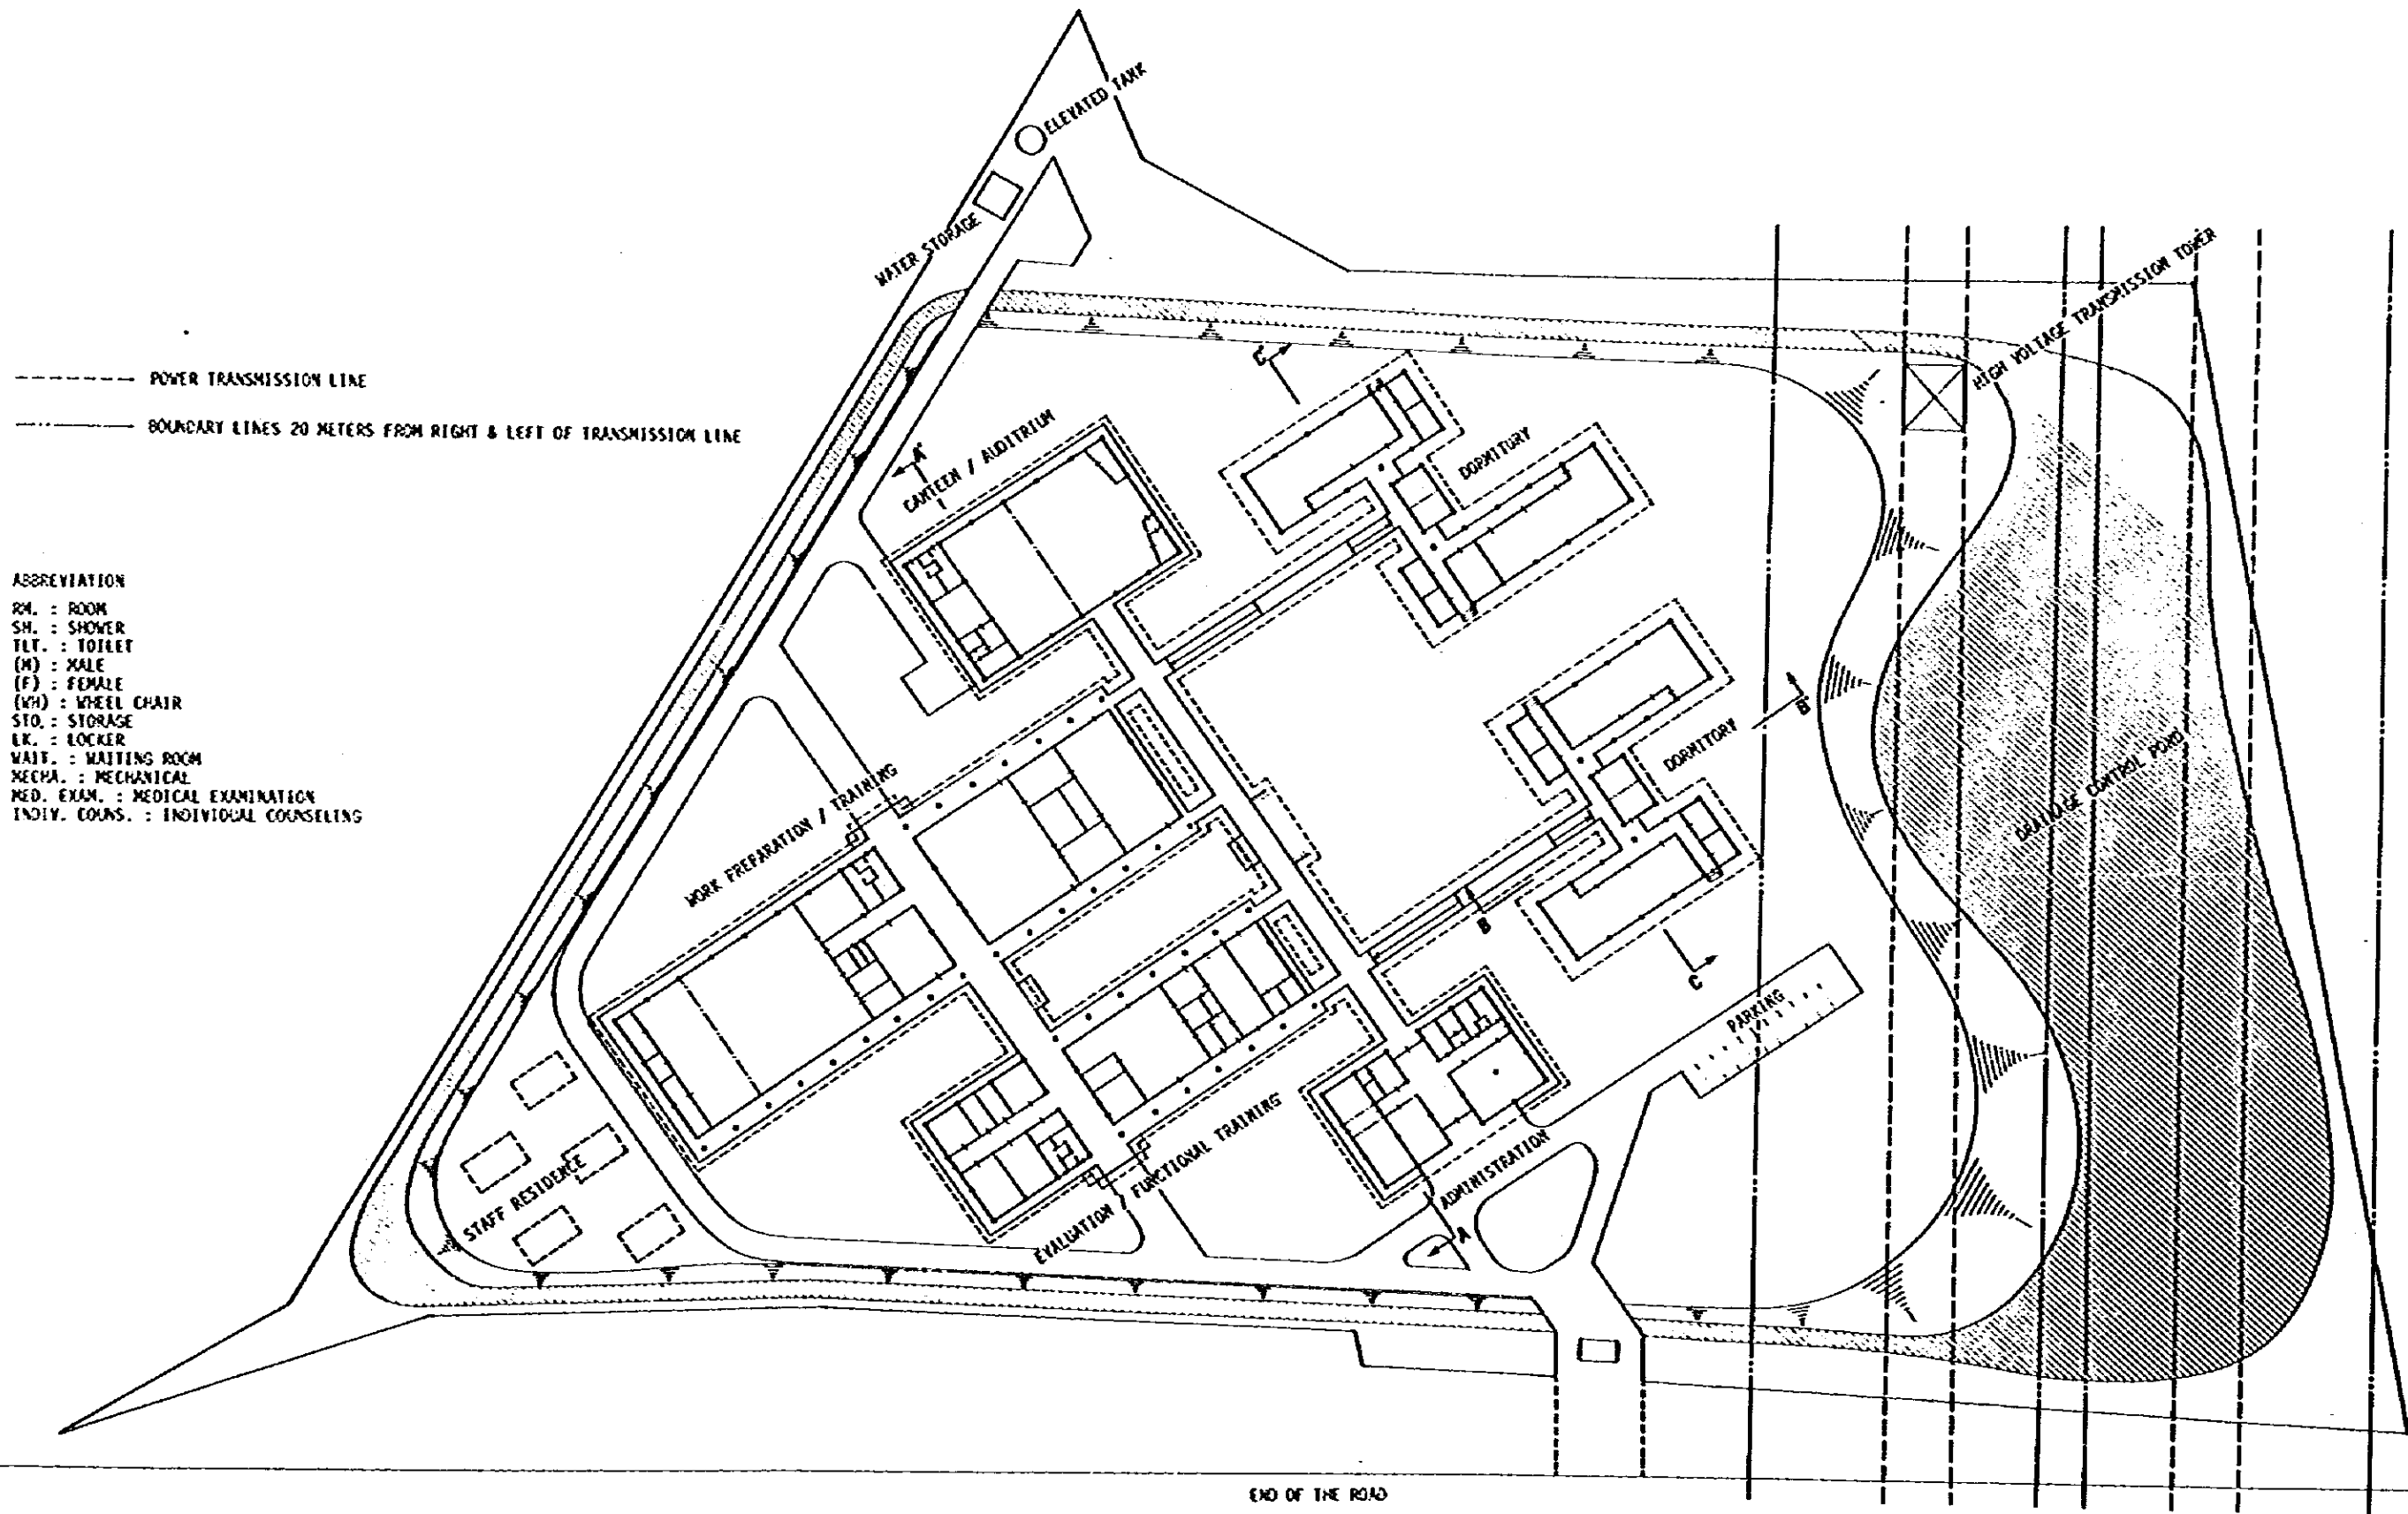 ELEVATED TANK
WATER STORAGE
HIGH VOLTAGE TRANSMISSION TOWER
POWER TRANSMISSION LINE
BOUNDARY LINES 20 METERS FROM RIGHT & LEFT OF TRANSMISSION LINE
C'
A'
CANTEEN / AUDITRIUM
DORMITORY
ABBREVIATION
RM. : ROOM
SH. : SHOWER
TLT. : TOILET
(M) : MALE
(F) : FEMALE
(WH) : WHEEL CHAIR
STO. : STORAGE
LK. : LOCKER
WAIT. : WAITING ROOM
MECHA. : MECHANICAL
MED. EXAM. : MEDICAL EXAMINATION
INDIV. COUNS. : INDIVIDUAL COUNSELING
B'
DORMITORY
DRAINAGE CONTROL POND
WORK PREPARATION / TRAINING
B
C
PARKING
STAFF RESIDENCE
EVALUATION / FUNCTIONAL TRAINING
ADMINISTRATION
A
END OF THE ROAD